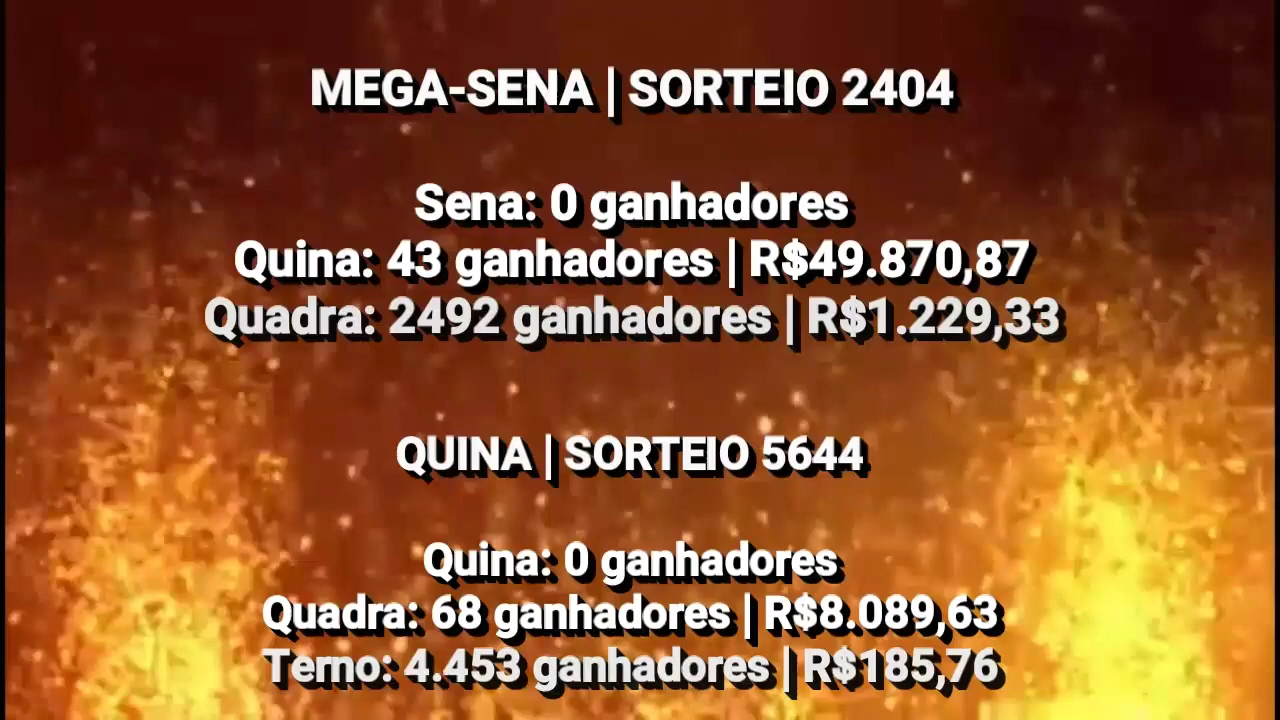 MEGA-SENA | SORTEIO 2404
Sena: 0 ganhadores
Quina: 43 ganhadores | R$49.870,87
Quadra: 2492 ganhadores | R$1.229,33
QUINA | SORTEIO 5644
Quina: 0 ganhadores
Quadra: 68 ganhadores | R$8.089,63
Terno: 4.453 ganhadores | R$185,76